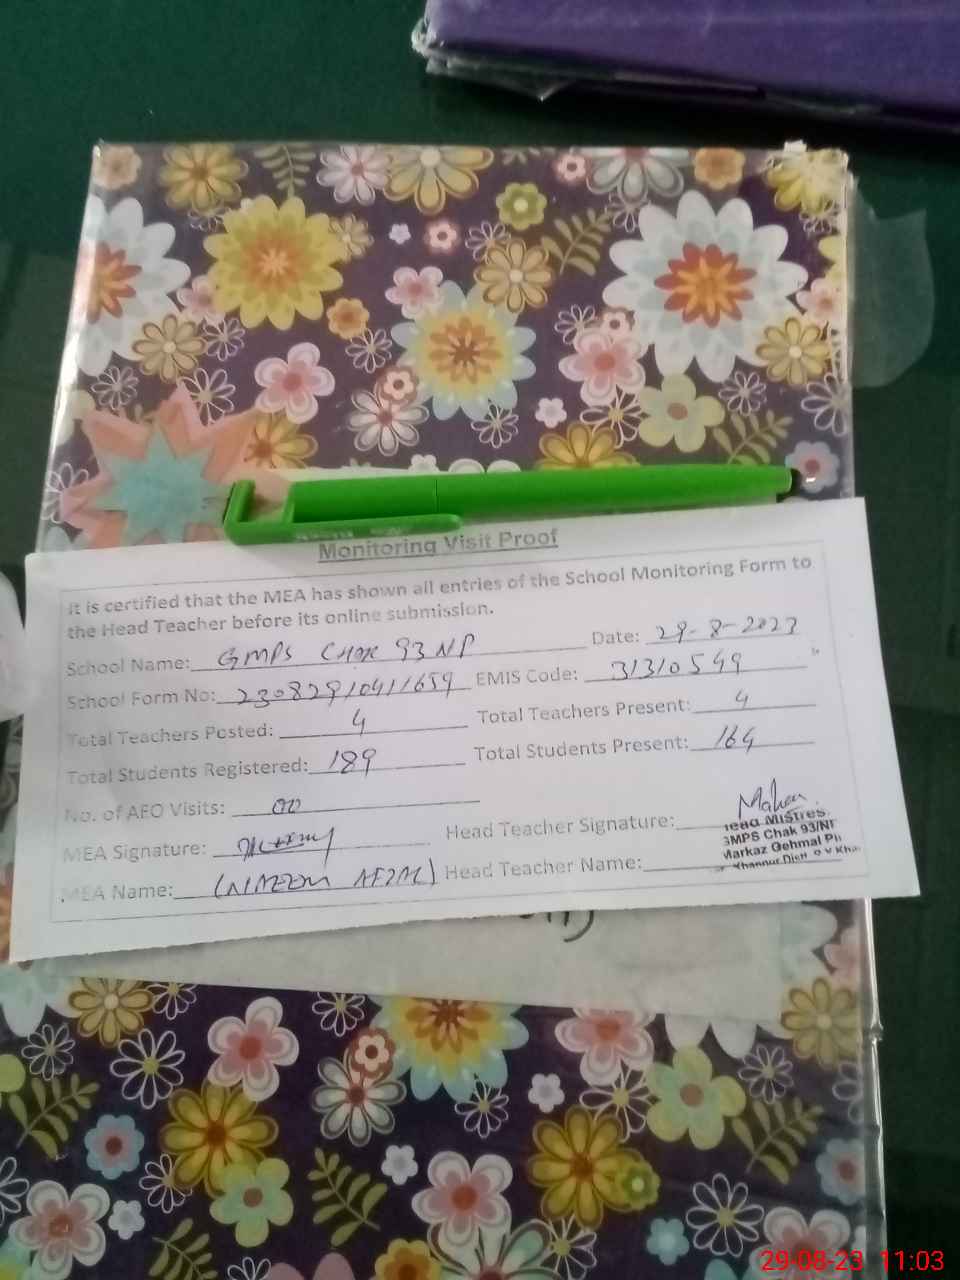 Monitoring Visit Proof
It is certified that the MEA has shown all entries of the School Monitoring Form to
the Head Teacher before its online submission.
School Name: GMPS CHAK 93 NP Date: 29-8-2023
School Form No: 23082910411659 EMIS Code: 31310549
Total Teachers Posted: 4 Total Teachers Present: 4
Total Students Registered: 189 Total Students Present: 164
No. of AEO Visits: 00
MEA Signature: Head Teacher Signature:
Head Mistres
GMPS Chak 93/NP
Markaz Gehmal
MEA Name: AFZAL) Head Teacher Name:
29-08-23 11:03